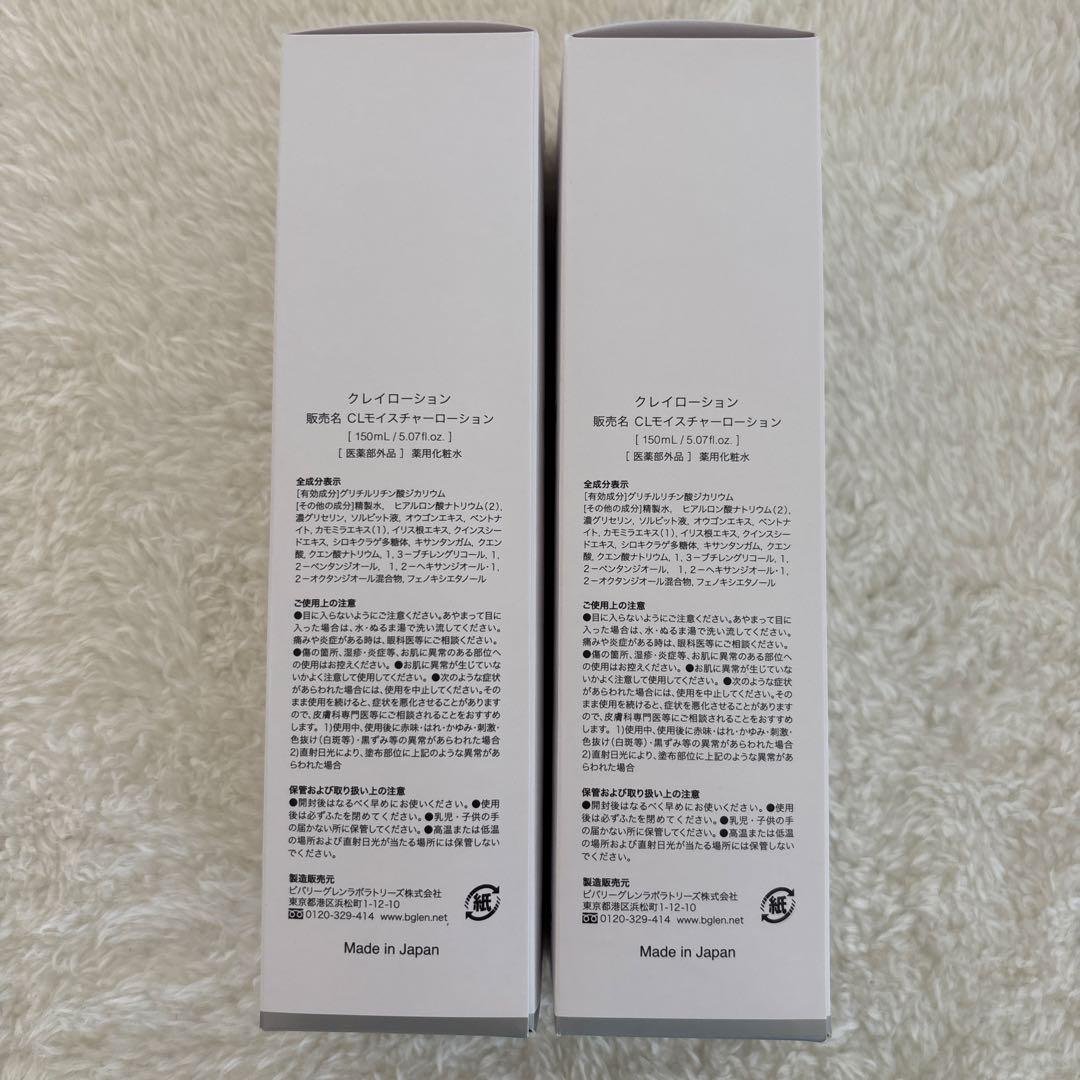 クレイローション
販売名 CLモイスチャーローション
[ 150mL / 5.07fl.oz. ]
[ 医薬部外品 ] 薬用化粧水
全成分表示
[有効成分]グリチルリチン酸ジカリウム
[その他の成分]精製水, ヒアルロン酸ナトリウム(2),
濃グリセリン, ソルビット液, オウゴンエキス, ベントナ
イト, カモミラエキス(1), イリス根エキス, クインスシー
ドエキス, シロキクラゲ多糖体, キサンタンガム, クエン
酸, クエン酸ナトリウム, 1, 3－ブチレングリコール, 1,
2－ペンタンジオール, 1, 2－ヘキサンジオール・1,
2－オクタンジオール混合物, フェノキシエタノール
ご使用上の注意
●目に入らないようにご注意ください。あやまって目に
入った場合は、水・ぬるま湯で洗い流してください。
痛みや炎症がある時は、眼科医等にご相談ください。
●傷の箇所、湿疹・炎症等、お肌に異常のある部位へ
の使用はお控えください。●お肌に異常が生じていな
いかよく注意して使用してください。●次のような症状
があらわれた場合には、使用を中止してください。その
まま使用を続けると、症状を悪化させることがあります
ので、皮膚科専門医等にご相談されることをおすすめ
します。1)使用中、使用後に赤味・はれ・かゆみ・刺激・
色抜け(白斑等)・黒ずみ等の異常があらわれた場合
2)直射日光により、塗布部位に上記のような異常があ
らわれた場合
保管および取り扱い上の注意
●開封後はなるべく早めにお使いください。●使用
後は必ずふたを閉めてください。●乳児・子供の手
の届かない所に保管してください。●高温または低温
の場所および直射日光が当たる場所には保管しない
でください。
製造販売元
ビバリーグレンラボラトリーズ株式会社
東京都港区浜松町1-12-10
0120-329-414 www.bglen.net
紙
Made in Japan
クレイローション
販売名 CLモイスチャーローション
[ 150mL / 5.07fl.oz. ]
[ 医薬部外品 ] 薬用化粧水
全成分表示
[有効成分]グリチルリチン酸ジカリウム
[その他の成分]精製水, ヒアルロン酸ナトリウム(2),
濃グリセリン, ソルビット液, オウゴンエキス, ベントナ
イト, カモミラエキス(1), イリス根エキス, クインスシー
ドエキス, シロキクラゲ多糖体, キサンタンガム, クエン
酸, クエン酸ナトリウム, 1, 3－ブチレングリコール, 1,
2－ペンタンジオール, 1, 2－ヘキサンジオール・1,
2－オクタンジオール混合物, フェノキシエタノール
ご使用上の注意
●目に入らないようにご注意ください。あやまって目に
入った場合は、水・ぬるま湯で洗い流してください。
痛みや炎症がある時は、眼科医等にご相談ください。
●傷の箇所、湿疹・炎症等、お肌に異常のある部位へ
の使用はお控えください。●お肌に異常が生じていな
いかよく注意して使用してください。●次のような症状
があらわれた場合には、使用を中止してください。その
まま使用を続けると、症状を悪化させることがあります
ので、皮膚科専門医等にご相談されることをおすすめ
します。1)使用中、使用後に赤味・はれ・かゆみ・刺激・
色抜け(白斑等)・黒ずみ等の異常があらわれた場合
2)直射日光により、塗布部位に上記のような異常があ
らわれた場合
保管および取り扱い上の注意
●開封後はなるべく早めにお使いください。●使用
後は必ずふたを閉めてください。●乳児・子供の手
の届かない所に保管してください。●高温または低温
の場所および直射日光が当たる場所には保管しない
でください。
製造販売元
ビバリーグレンラボラトリーズ株式会社
東京都港区浜松町1-12-10
0120-329-414 www.bglen.net
紙
Made in Japan